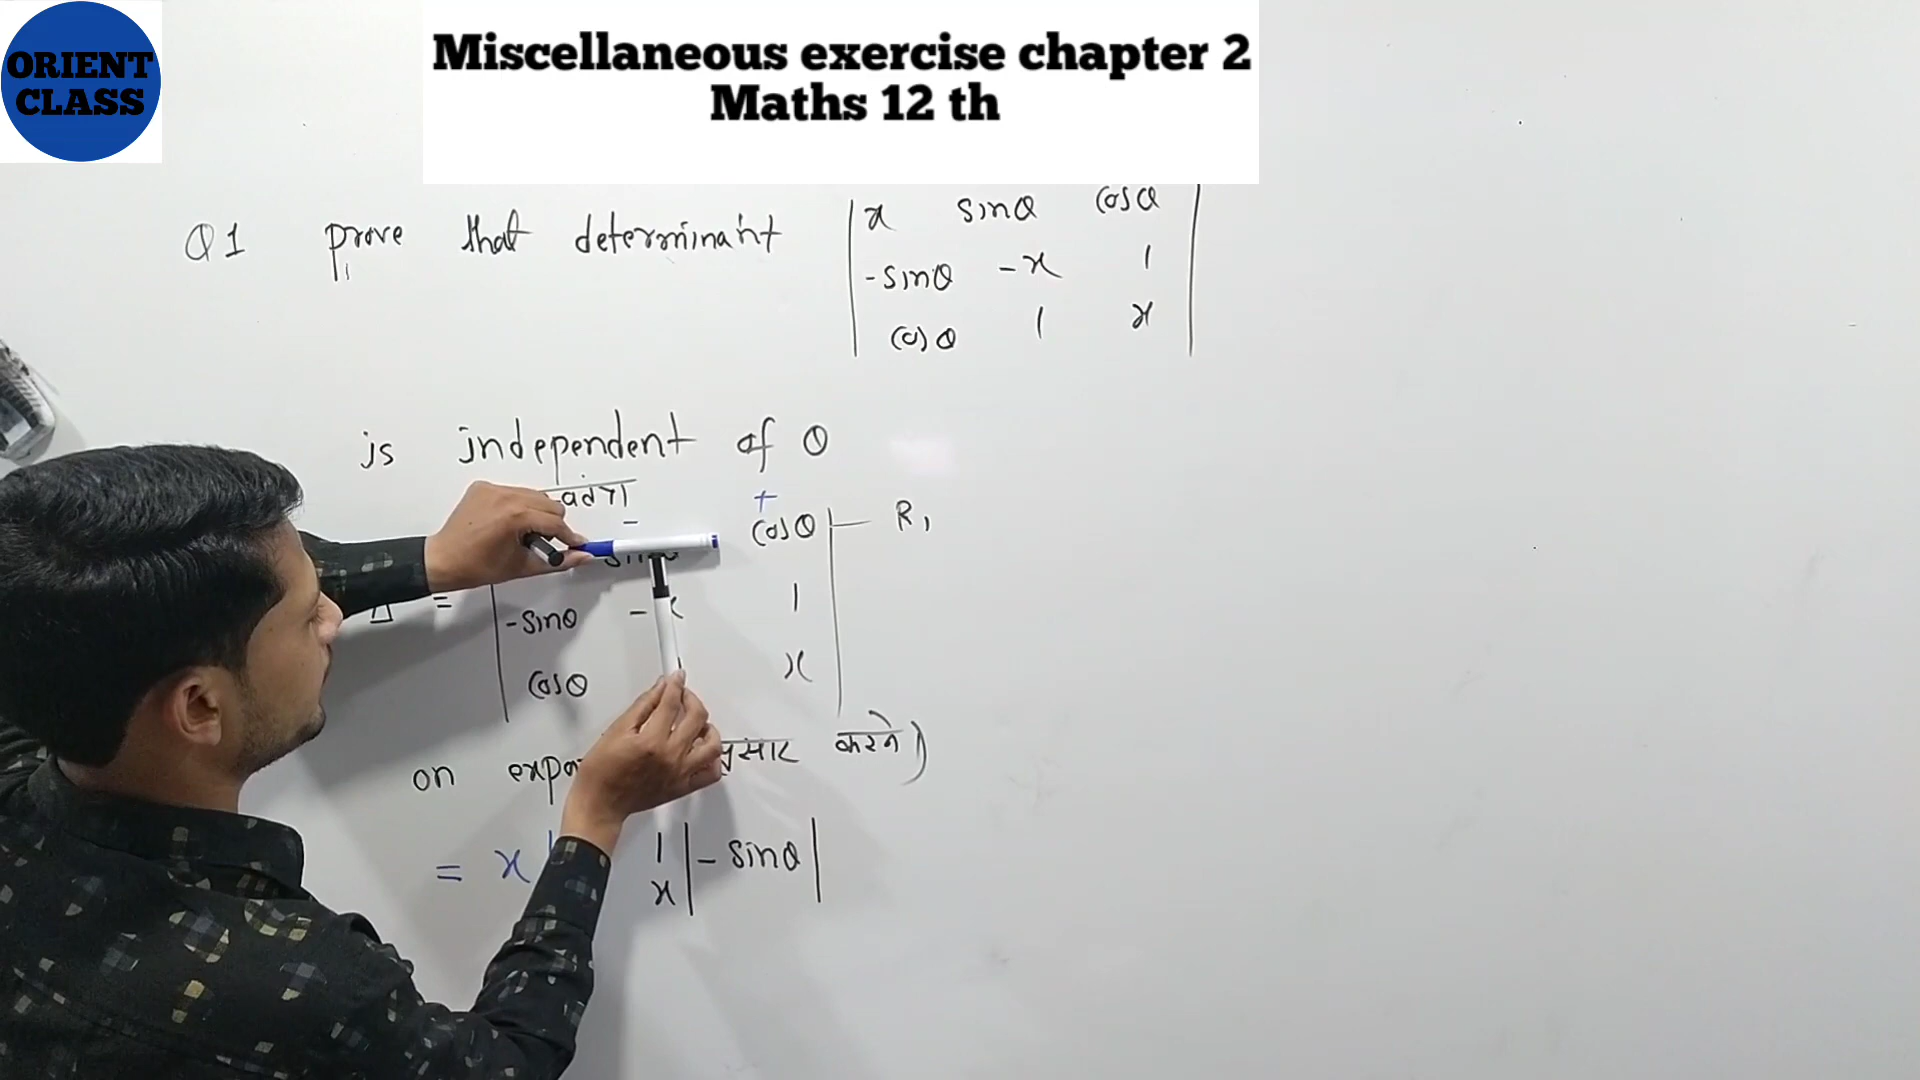 ORIENT
CLASS
Miscellaneous exercise chapter 2
Maths 12 th
Q1 prove that determinant
x sinθ cosθ
-sinθ -x 1
cosθ 1 x
is independent of θ
- +
cosθ R1
Δ =
-sinθ - 1
cosθ x
on करने)
= x 1 - sinθ
x